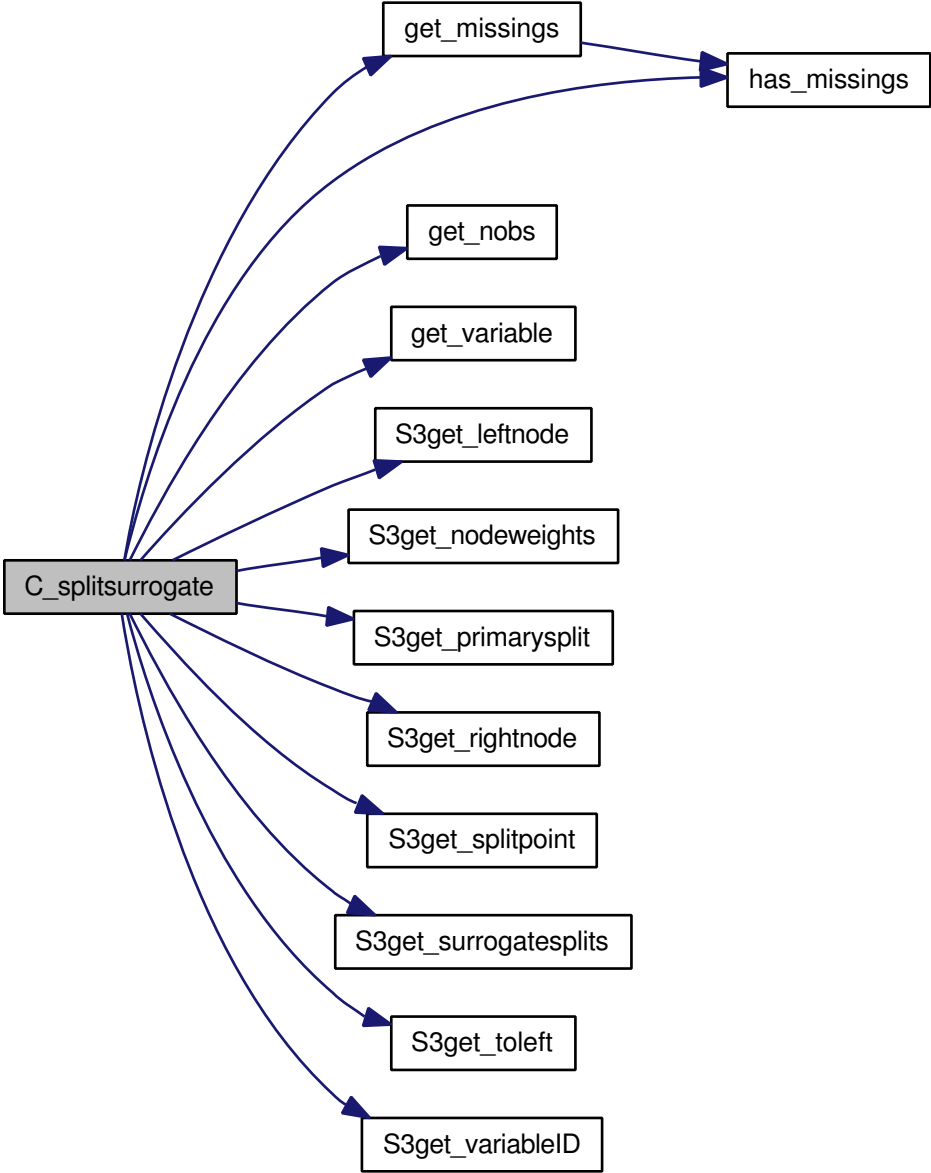 get_missings
has_missings
get_nobs
get_variable
S3get_leftnode
S3get_nodeweights
C_splitsurrogate
S3get_primarysplit
S3get_rightnode
S3get_splitpoint
S3get_surrogatesplits
S3get_toleft
S3get_variableID